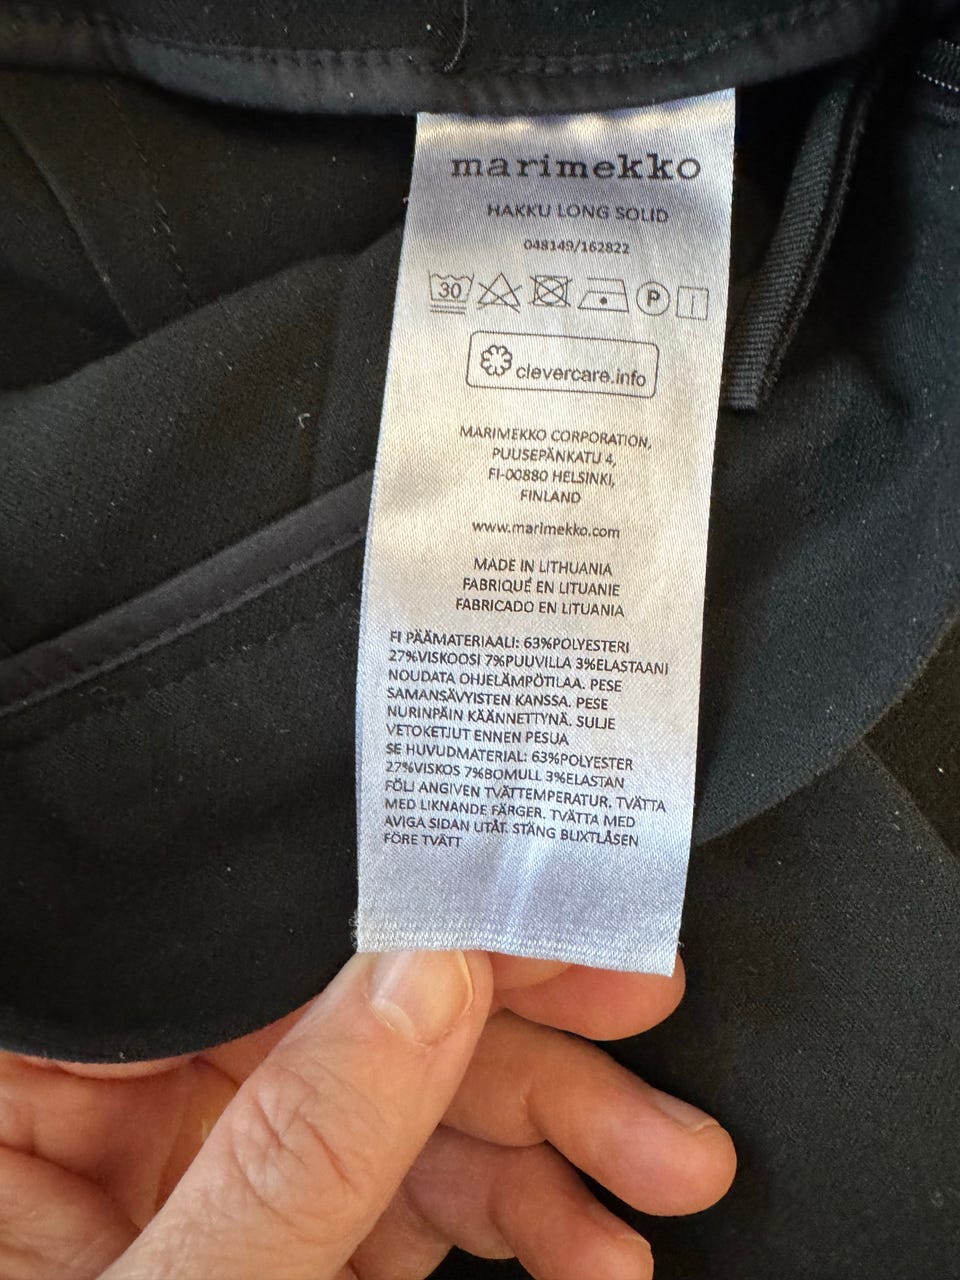 marimekko
HAKKU LONG SOLID
048149/162822
30 P
clevercare.info
MARIMEKKO CORPORATION,
PUUSEPÄNKATU 4,
FI-00880 HELSINKI,
FINLAND
www.marimekko.com
MADE IN LITHUANIA
FABRIQUÉ EN LITUANIE
FABRICADO EN LITUANIA
FI PÄÄMATERIAALI: 63%POLYESTERI
27%VISKOOSI 7%PUUVILLA 3%ELASTAANI
NOUDATA OHJELÄMPÖTILAA. PESE
SAMANSÄVYISTEN KANSSA. PESE
NURINPÄIN KÄÄNNETTYNÄ. SULJE
VETOKETJUT ENNEN PESUA
SE HUVUDMATERIAL: 63%POLYESTER
27%VISKOS 7%BOMULL 3%ELASTAN
FÖLJ ANGIVEN TVÄTTEMPERATUR. TVÄTTA
MED LIKNANDE FÄRGER. TVÄTTA MED
AVIGA SIDAN UTÅT. STÄNG BLIXTLÅSEN
FÖRE TVÄTT